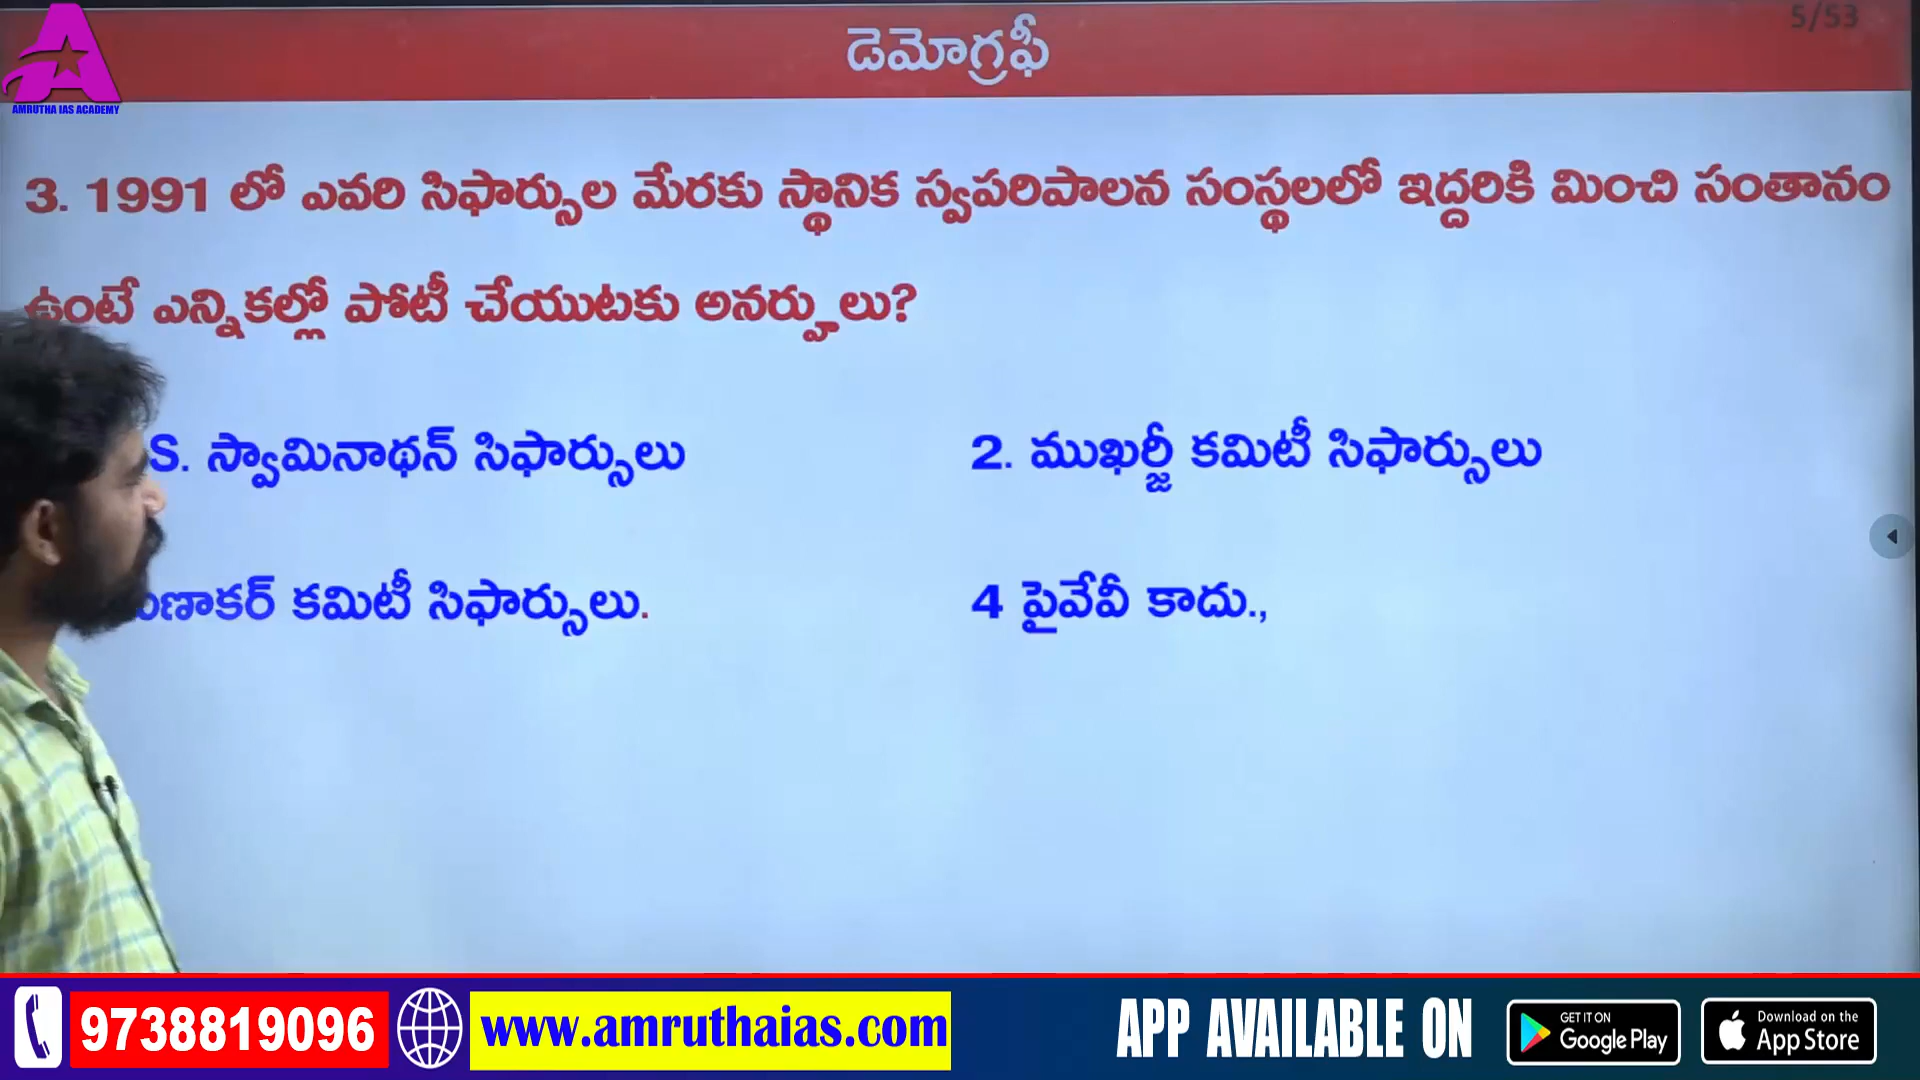 AMRUTHA IAS ACADEMY
డెమోగ్రఫీ
5/53
3. 1991 లో ఎవరి సిఫార్సుల మేరకు స్థానిక స్వపరిపాలన సంస్థలలో ఇద్దరికి మించి సంతానం
ఉంటే ఎన్నికల్లో పోటీ చేయుటకు అనర్హులు?
S. స్వామినాథన్ సిఫార్సులు
2. ముఖర్జీ కమిటీ సిఫార్సులు
కమిటీ సిఫార్సులు.
4 పైవేవీ కాదు.,
9738819096
www.amruthaias.com
APP AVAILABLE ON
GET IT ON
Google Play
Download on the
App Store